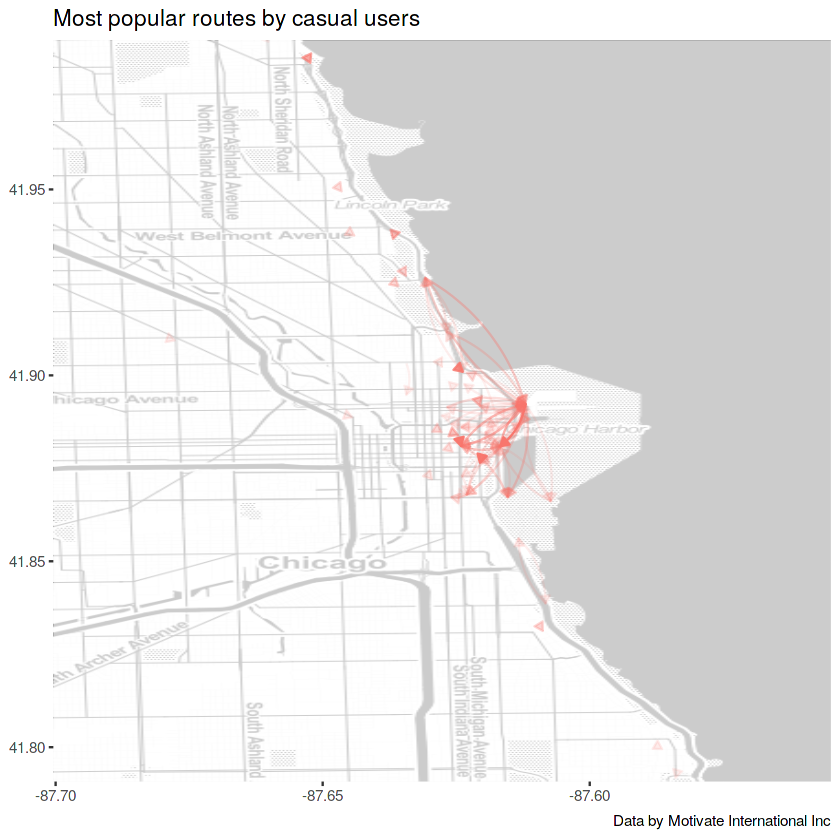 Most popular routes by casual users
41.95
41.90
41.85
41.80
North Sheridan Road
North Ashland Avenue
North Ashland Avenue
Lincoln Park
West Belmont Avenue
hicago Avenue
hicago Harbor
Chicago
th Archer Avenue
South Ashland
South Indiana Avenue
South Michigan Avenue
-87.70
-87.65
-87.60
Data by Motivate International Inc